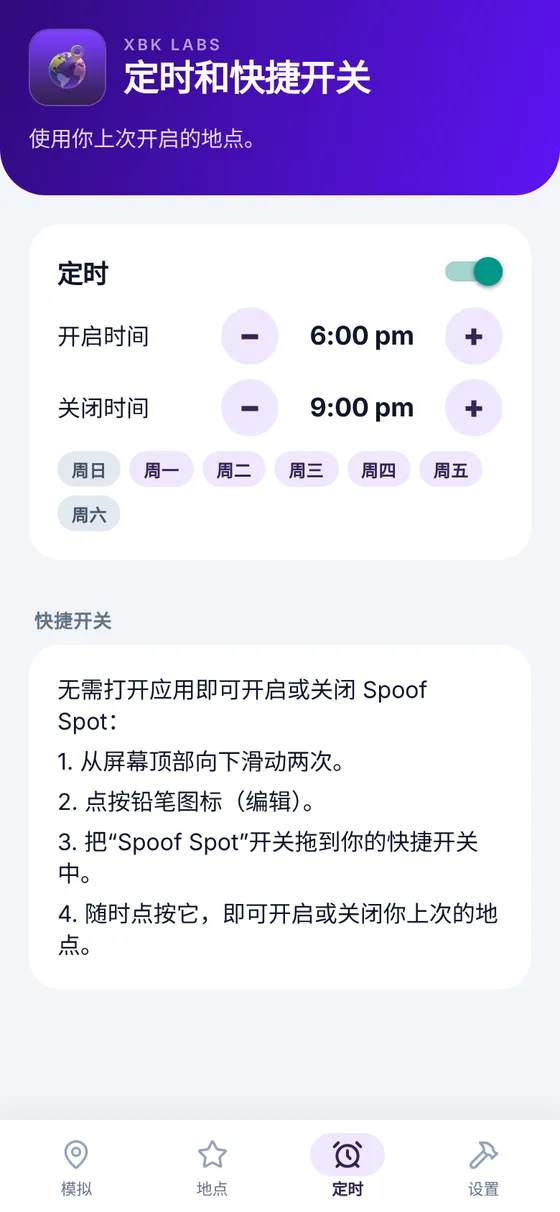 XBK LABS
定时和快捷开关
使用你上次开启的地点。
定时
开启时间
6:00 pm
关闭时间
9:00 pm
周日 周一 周二 周三 周四 周五
周六
快捷开关
无需打开应用即可开启或关闭 Spoof
Spot：
1. 从屏幕顶部向下滑动两次。
2. 点按铅笔图标（编辑）。
3. 把“Spoof Spot”开关拖到你的快捷开关
中。
4. 随时点按它，即可开启或关闭你上次的地
点。
模拟 地点 定时 设置